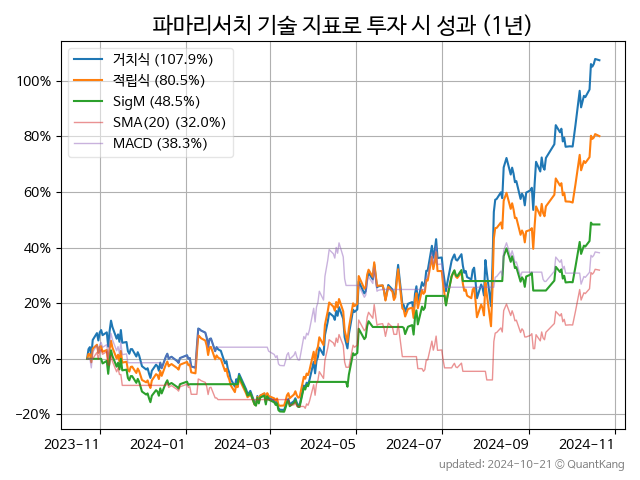 파마리서치 기술 지표로 투자 시 성과 (1년)
거치식 (107.9%)
적립식 (80.5%)
SigM (48.5%)
SMA(20) (32.0%)
MACD (38.3%)
100%
80%
60%
40%
20%
0%
−20%
2023-11 2024-01 2024-03 2024-05 2024-07 2024-09 2024-11
updated: 2024-10-21 © QuantKang